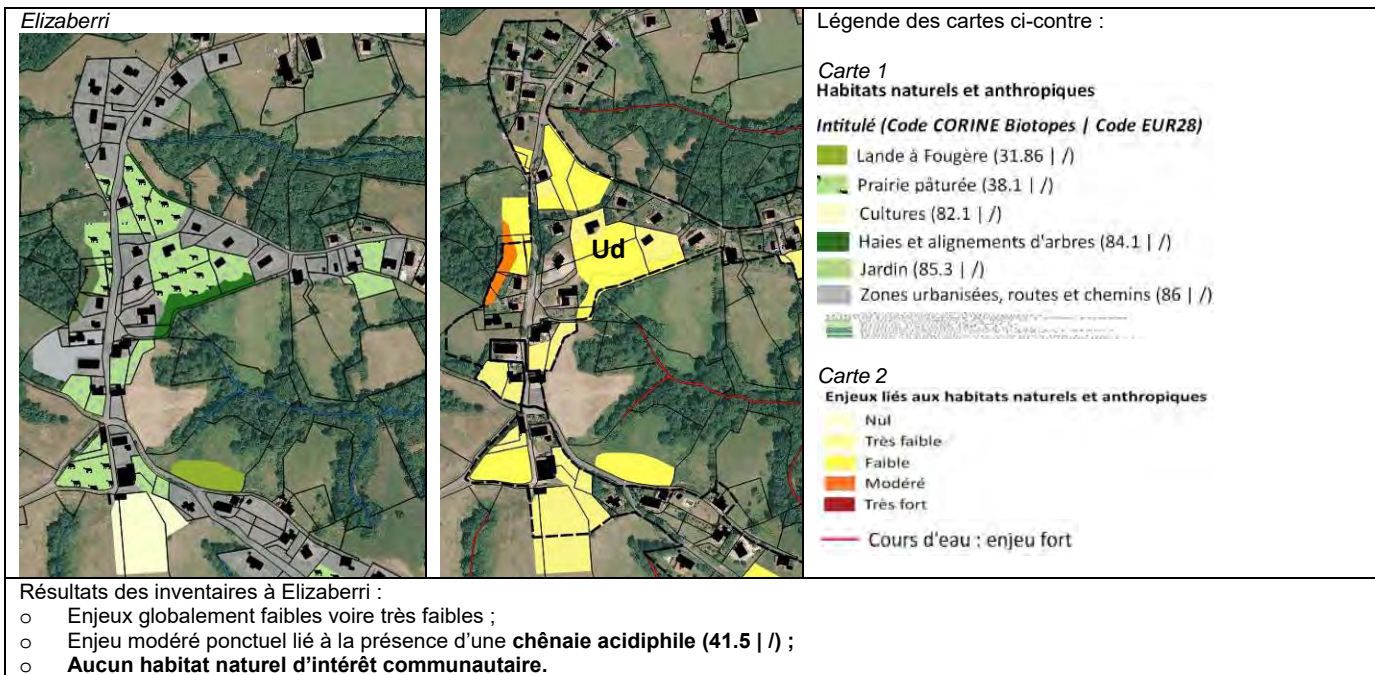 Elizaberri
Ud
Légende des cartes ci-contre :
Carte 1
Habitats naturels et anthropiques
Intitulé (Code CORINE Biotopes | Code EUR28)
Lande à Fougère (31.86 | /)
Prairie pâturée (38.1 | /)
Cultures (82.1 | /)
Haies et alignements d'arbres (84.1 | /)
Jardin (85.3 | /)
Zones urbanisées, routes et chemins (86 | /)
Carte 2
Enjeux liés aux habitats naturels et anthropiques
Nul
Très faible
Faible
Modéré
Très fort
Cours d'eau : enjeu fort
Résultats des inventaires à Elizaberri :
o Enjeux globalement faibles voire très faibles ;
o Enjeu modéré ponctuel lié à la présence d’une chênaie acidiphile (41.5 | /) ;
o Aucun habitat naturel d’intérêt communautaire.